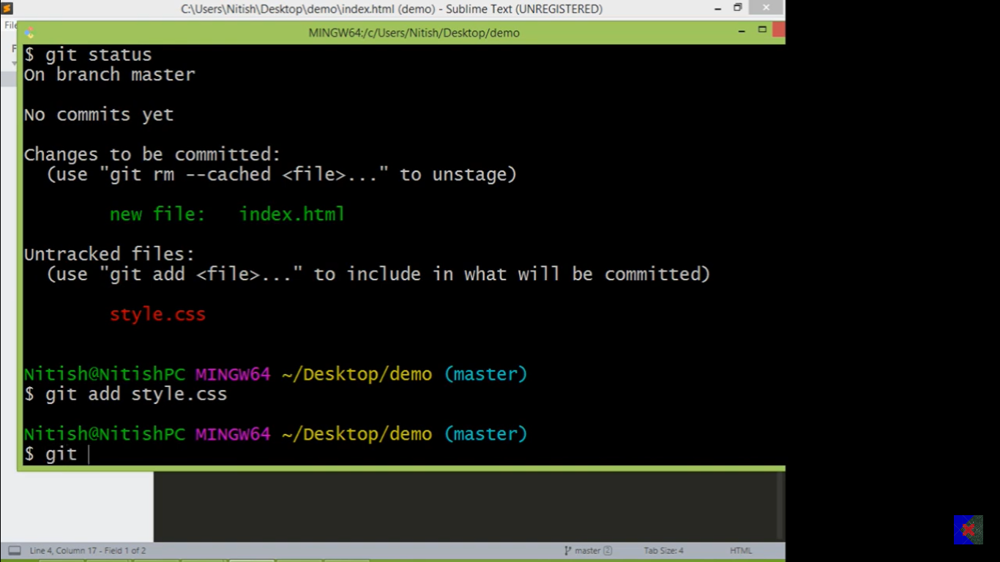 C:\Users\Nitish\Desktop\demo\index.html (demo) - Sublime Text (UNREGISTERED)
File
MINGW64:/c/Users/Nitish/Desktop/demo
F
$ git status
On branch master
No commits yet
Changes to be committed:
(use "git rm --cached <file>..." to unstage)
new file: index.html
Untracked files:
(use "git add <file>..." to include in what will be committed)
style.css
Nitish@NitishPC MINGW64 ~/Desktop/demo (master)
$ git add style.css
Nitish@NitishPC MINGW64 ~/Desktop/demo (master)
$ git
Line 4, Column 17 - Field 1 of 2 master 2 Tab Size: 4 HTML